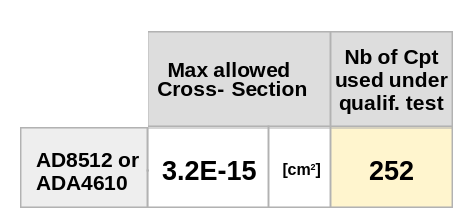 Max allowed
Cross- Section
Nb of Cpt
used under
qualif. test
AD8512 or
ADA4610
3.2E-15
[cm²]
252